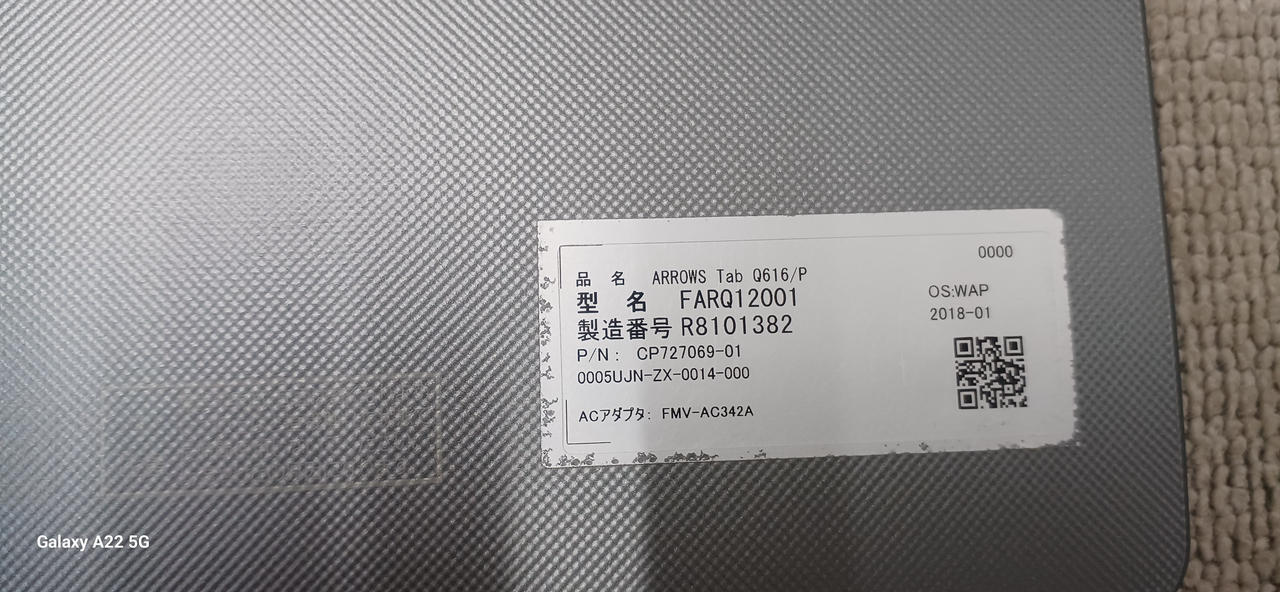 0000
品 名 ARROWS Tab Q616/P
型 名 FARQ12001
製造番号 R8101382
P/N: CP727069-01
0005UJN-ZX-0014-000
ACアダプタ: FMV-AC342A
OS:WAP
2018-01
Galaxy A22 5G